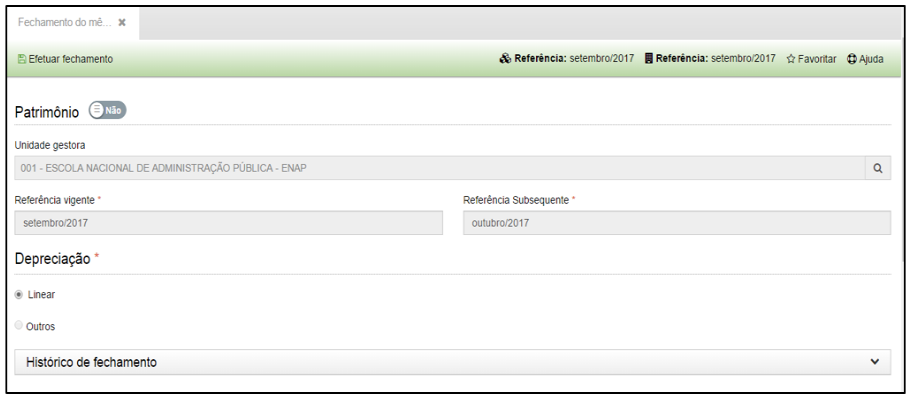 Fechamento do mê... ✖
Efetuar fechamento Referência: setembro/2017 Referência: setembro/2017 Favoritar Ajuda
Patrimônio Não
Unidade gestora
001 - ESCOLA NACIONAL DE ADMINISTRAÇÃO PÚBLICA - ENAP
Referência vigente * Referência Subsequente *
setembro/2017 outubro/2017
Depreciação *
Linear
Outros
Histórico de fechamento